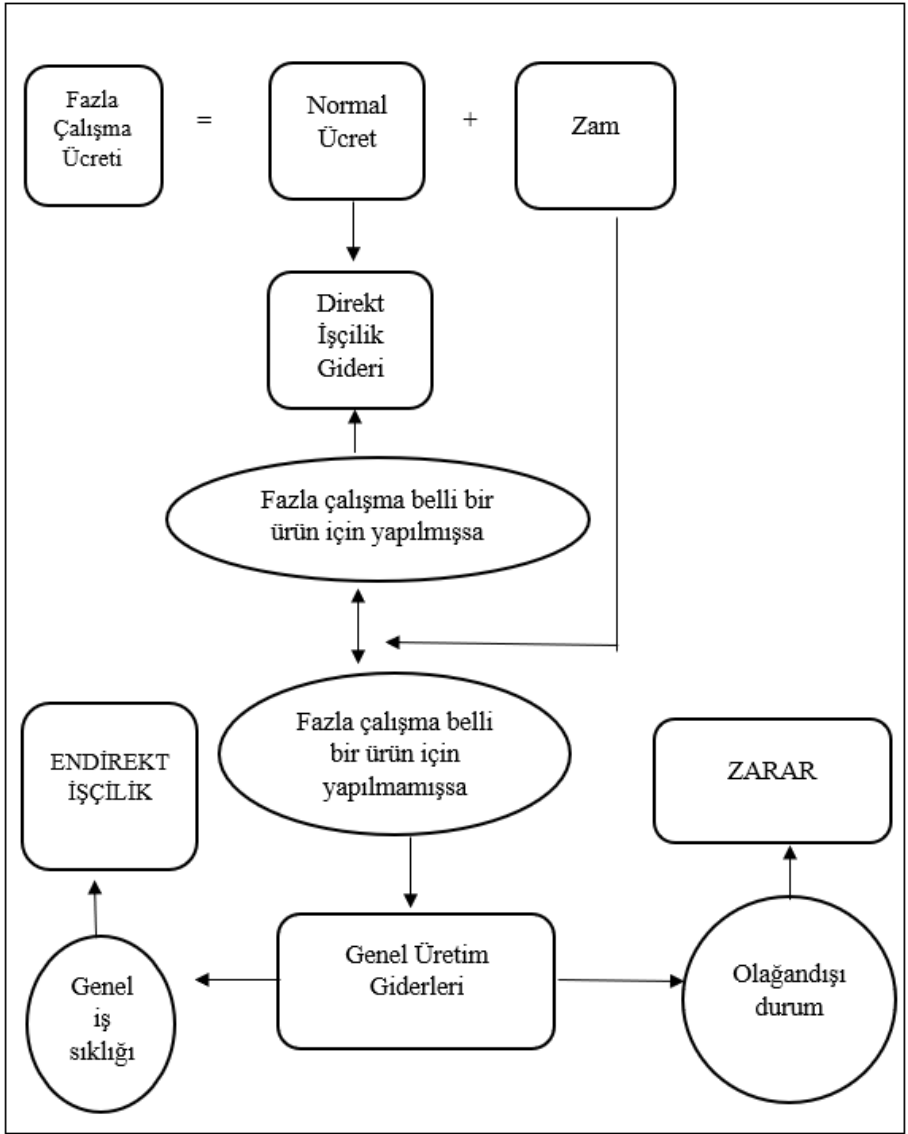 Fazla
Çalışma
Ücreti
=
Normal
Ücret
+
Zam
Direkt
İşçilik
Gideri
Fazla çalışma belli bir
ürün için yapılmışsa
Fazla çalışma belli
bir ürün için
yapılmamışsa
ENDİREKT
İŞÇİLİK
ZARAR
Genel Üretim
Giderleri
Genel
iş
sıklığı
Olağandışı
durum